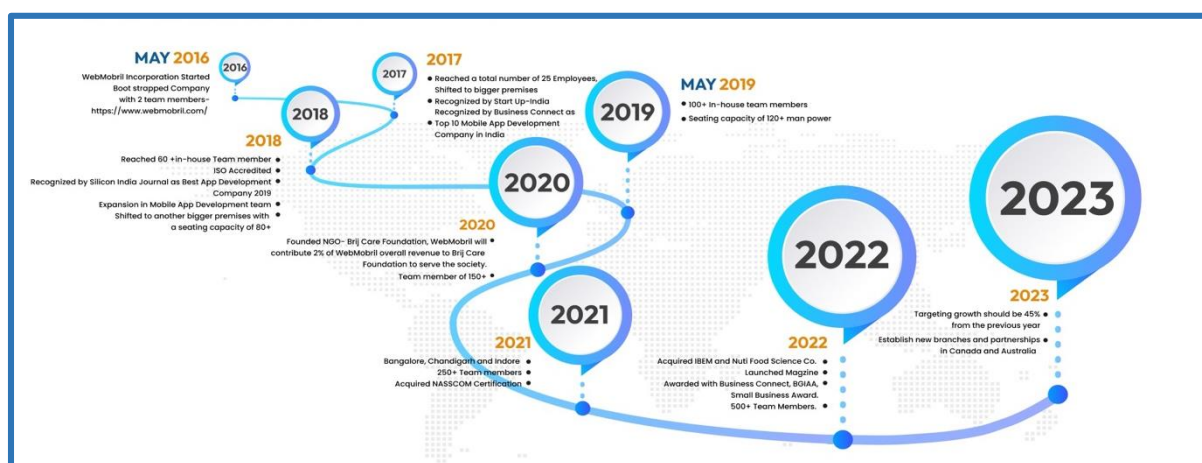 MAY 2016
WebMobril Incorporation Started
Boot strapped Company
with 2 team members-
https://www.webmobril.com/
2016
2017
2017
• Reached a total number of 25 Employees,
Shifted to bigger premises
• Recognized by Start Up-India
Recognized by Business Connect as
• Top 10 Mobile App Development
Company in India
2018
2018
Reached 60 +in-house Team member •
ISO Accredited •
Recognized by Silicon India Journal as Best App Development •
Company 2019
Expansion in Mobile App Development team •
Shifted to another bigger premises with •
a seating capacity of 80+
2019
MAY 2019
• 100+ In-house team members
• Seating capacity of 120+ man power
2020
2020
Founded NGO- Brij Care Foundation, WebMobril will •
contribute 2% of WebMobril overall revenue to Brij Care
Foundation to serve the society.
Team member of 150+ •
2021
2021
Bangalore, Chandigarh and Indore •
250+ Team members •
Acquired NASSCOM Certification •
2022
2022
Acquired IBEM and Nuti Food Science Co. •
Launched Magzine •
Awarded with Business Connect, BGIAA, •
Small Business Award.
500+ Team Members. •
2023
2023
Targeting growth should be 45% •
from the previous year
Establish new branches and partnerships •
in Canada and Australia